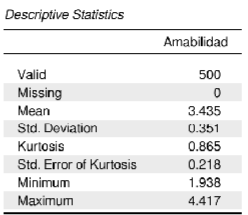 Descriptive Statistics
Amabilidad
Valid 500
Missing 0
Mean 3.435
Std. Deviation 0.351
Kurtosis 0.865
Std. Error of Kurtosis 0.218
Minimum 1.938
Maximum 4.417